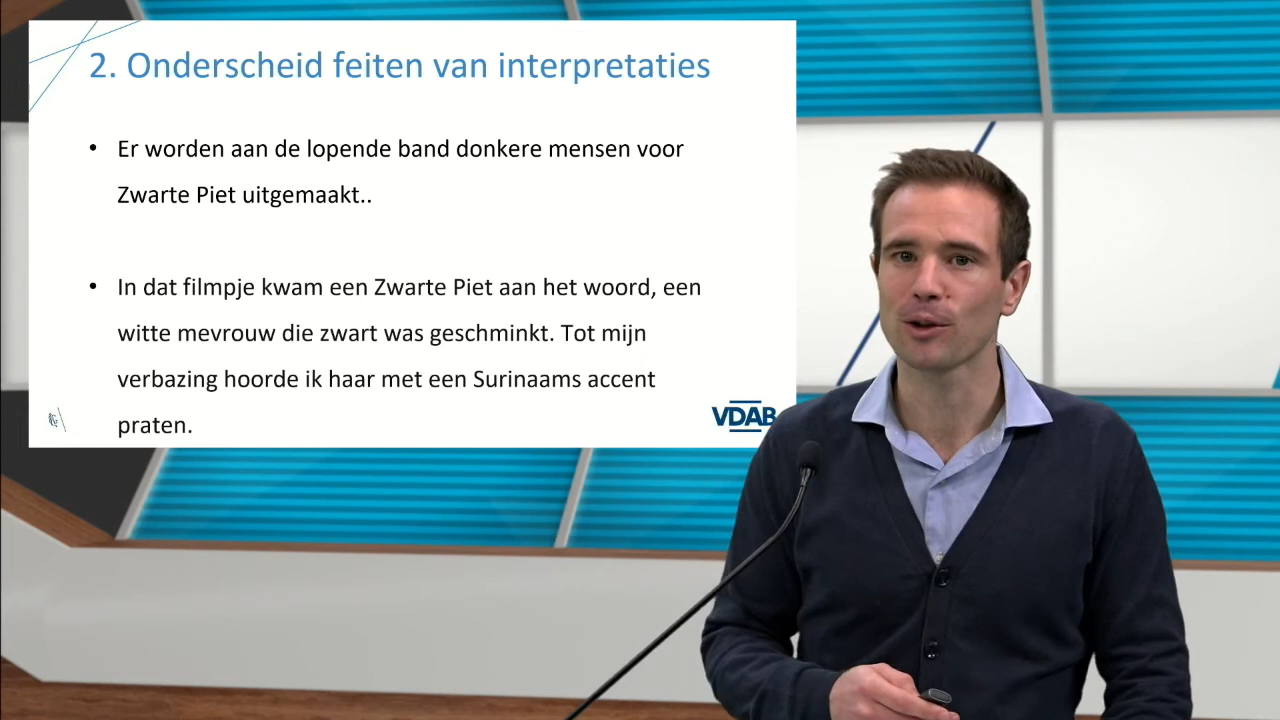 2. Onderscheid feiten van interpretaties
• Er worden aan de lopende band donkere mensen voor
Zwarte Piet uitgemaakt..
• In dat filmpje kwam een Zwarte Piet aan het woord, een
witte mevrouw die zwart was geschminkt. Tot mijn
verbazing hoorde ik haar met een Surinaams accent
praten.
VDAB